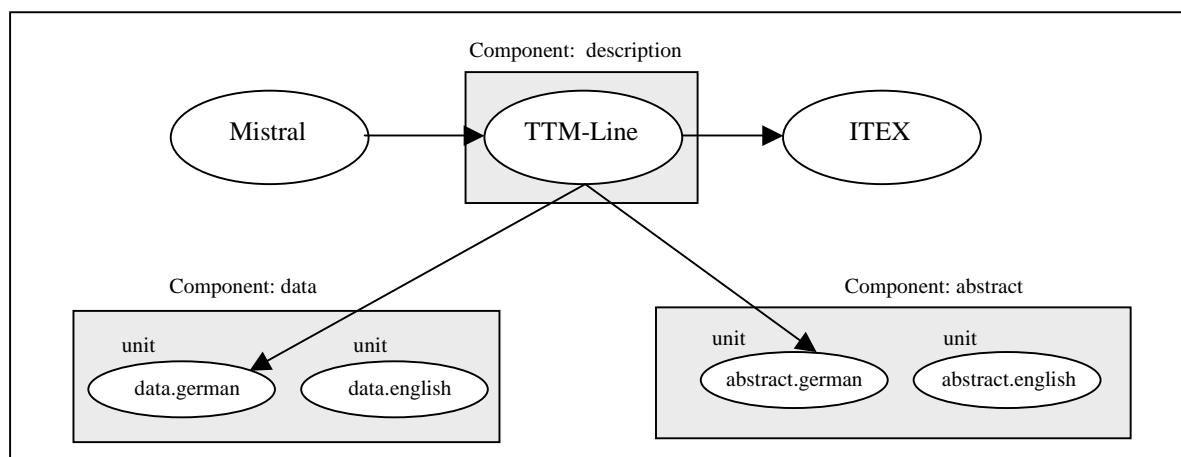 Component:  description
Mistral
TTM-Line
ITEX
Component: data
Component: abstract
unit
unit
unit
unit
data.german
data.english
abstract.german
abstract.english